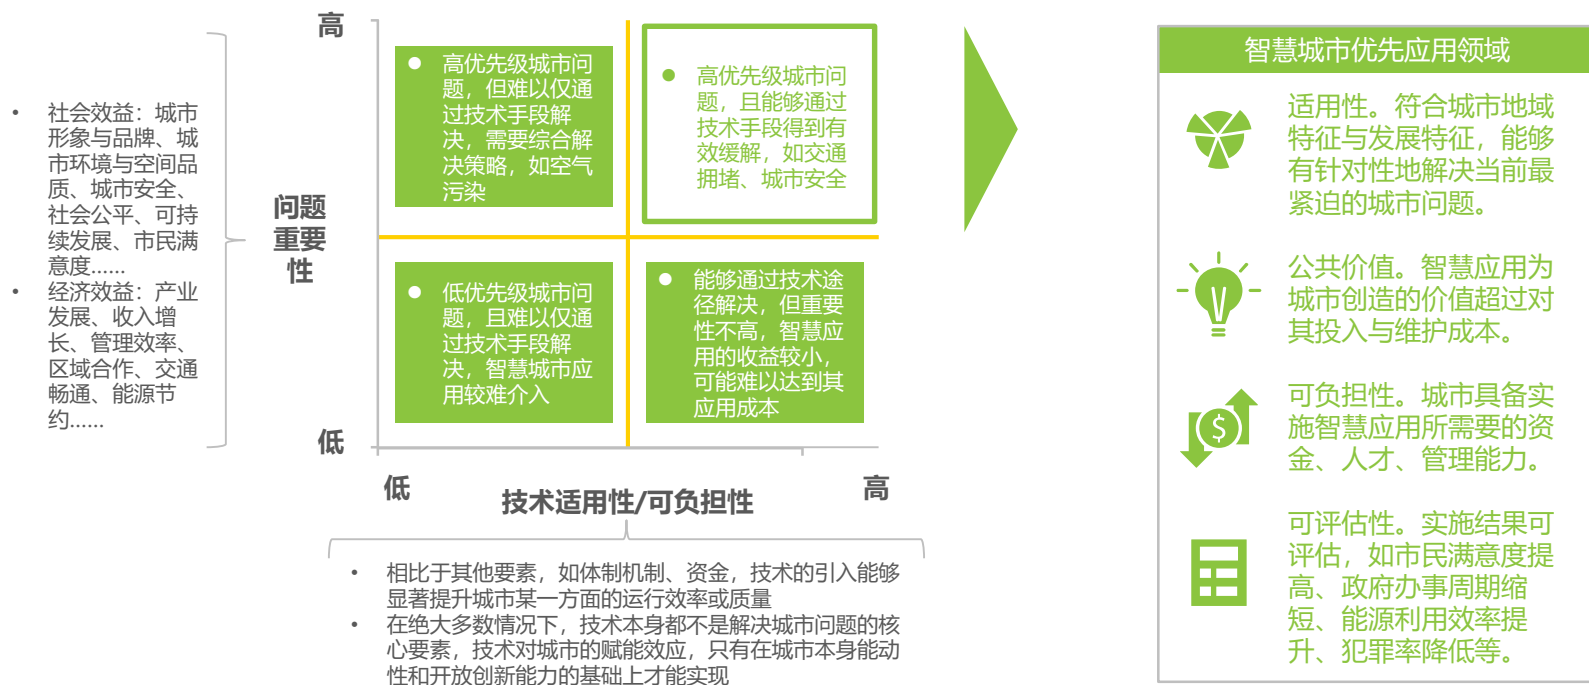 社会效益：城市
形象与品牌、城
市环境与空间品
质、城市安全、
社会公平、可持
续发展、市民满
意度……
经济效益：产业
发展、收入增
长、管理效率、
区域合作、交通
畅通、能源节
约……
高
问题
重要
性
低
高优先级城市问
题，但难以仅通
过技术手段解
决，需要综合解
决策略，如空气
污染
高优先级城市问
题，且能够通过
技术手段得到有
效缓解，如交通
拥堵、城市安全
低优先级城市问
题，且难以仅通
过技术手段解
决，智慧城市应
用较难介入
能够通过技术途
径解决，但重要
性不高，智慧应
用的收益较小，
可能难以达到其
应用成本
低
技术适用性/可负担性
高
相比于其他要素，如体制机制、资金，技术的引入能够
显著提升城市某一方面的运行效率或质量
在绝大多数情况下，技术本身都不是解决城市问题的核
心要素，技术对城市的赋能效应，只有在城市本身能动
性和开放创新能力的基础上才能实现
智慧城市优先应用领域
适用性。符合城市地域
特征与发展特征，能够
有针对性地解决当前最
紧迫的城市问题。
公共价值。智慧应用为
城市创造的价值超过对
其投入与维护成本。
可负担性。城市具备实
施智慧应用所需要的资
金、人才、管理能力。
可评估性。实施结果可
评估，如市民满意度提
高、政府办事周期缩
短、能源利用效率提
升、犯罪率降低等。